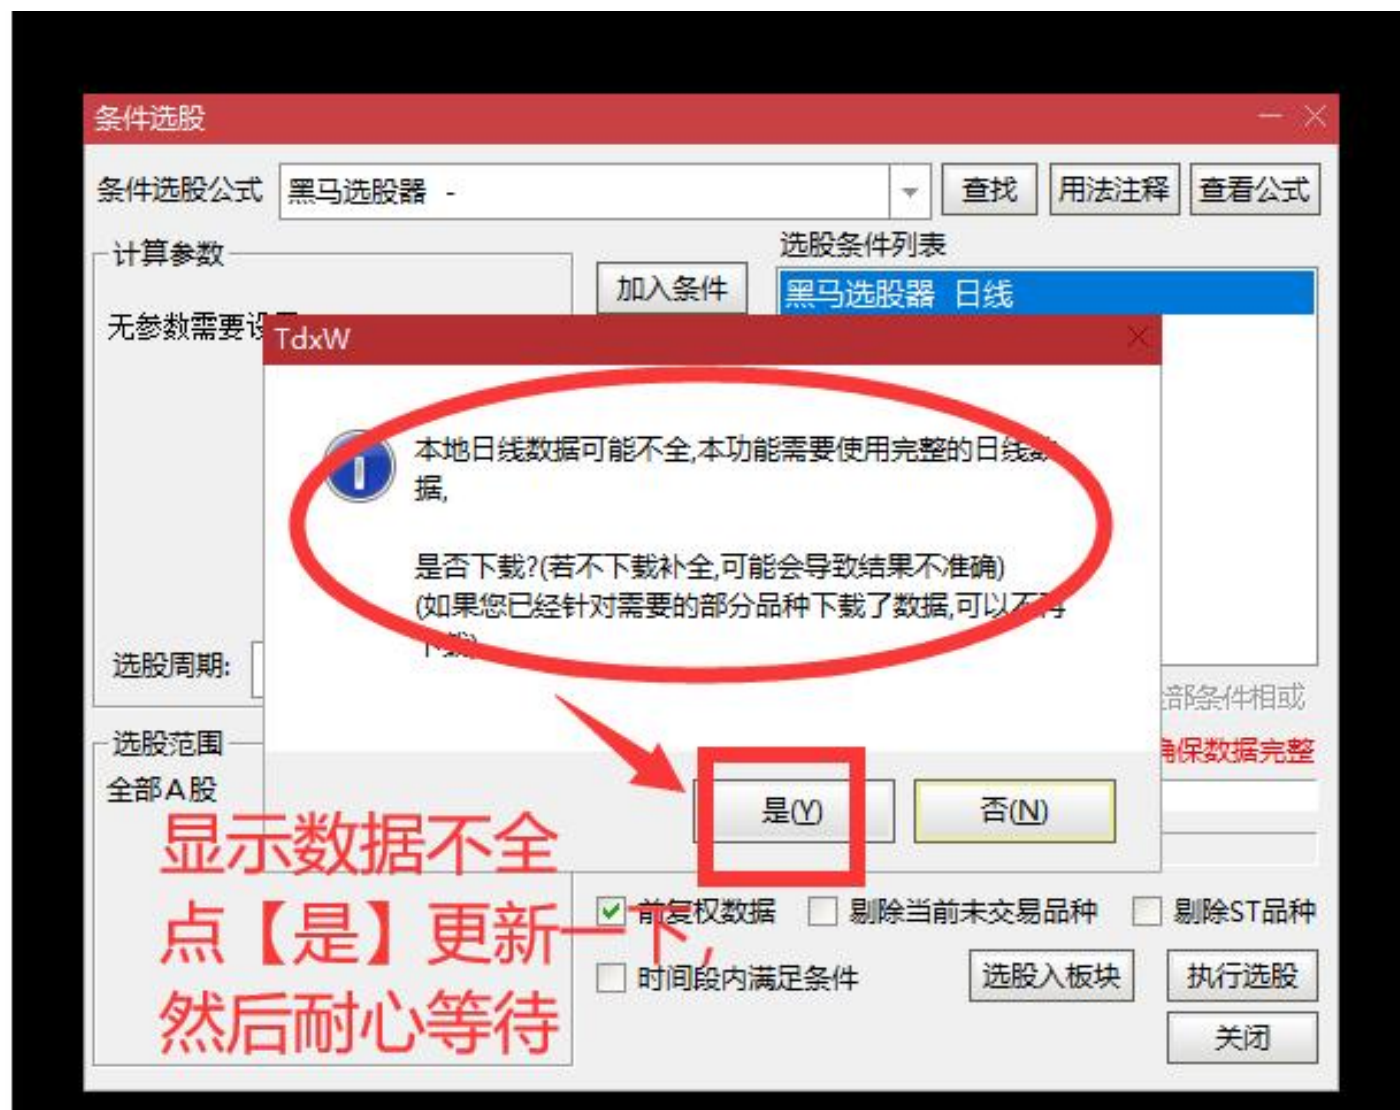 条件选股
条件选股公式 黑马选股器 - 查找 用法注释 查看公式
计算参数
选股条件列表
加入条件
黑马选股器 日线
无参数需要设
TdxW
本地日线数据可能不全,本功能需要使用完整的日线数
据,
是否下载?(若不下载补全,可能会导致结果不准确)
(如果您已经针对需要的部分品种下载了数据,可以不再
下载)
选股周期:
部条件相或
选股范围
确保数据完整
全部A股
是(Y) 否(N)
显示数据不全
点【是】更新一下,
然后耐心等待
前复权数据 剔除当前未交易品种 剔除ST品种
时间段内满足条件 选股入板块 执行选股
关闭